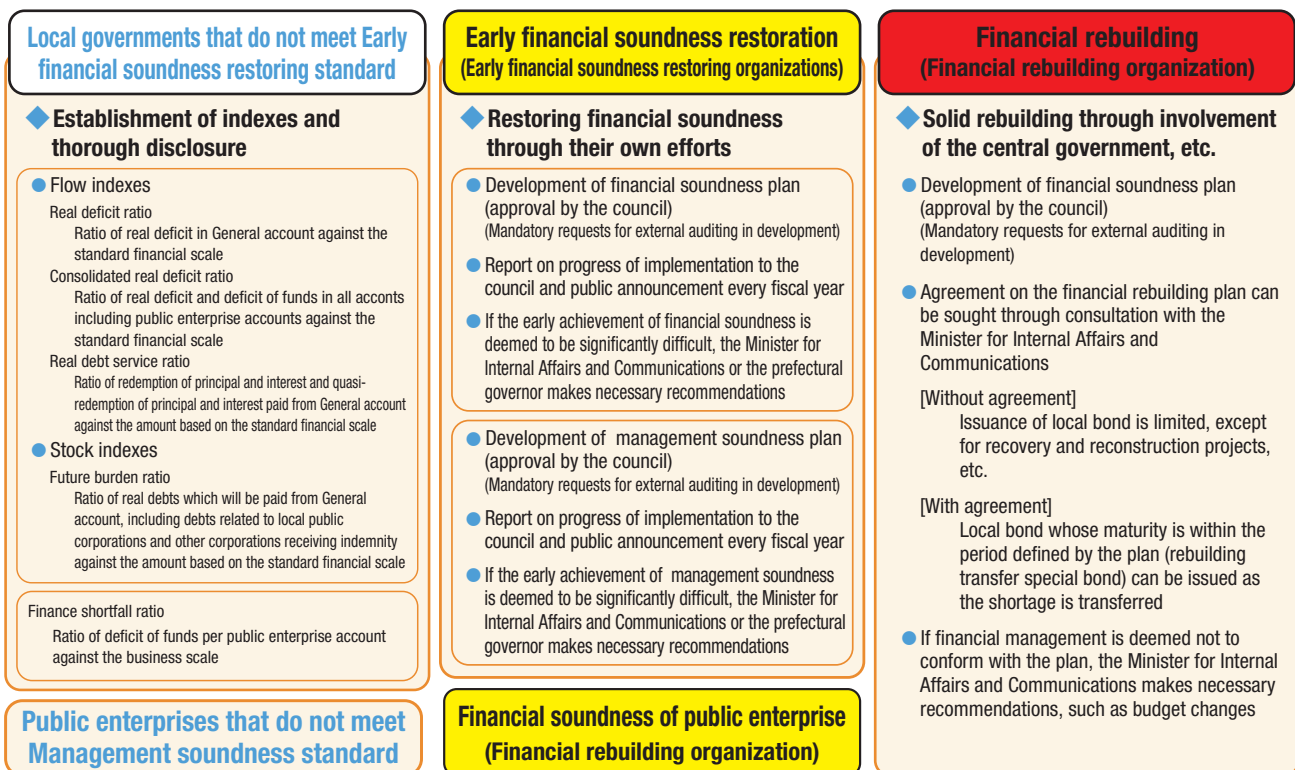 Local governments that do not meet Early
financial soundness restoring standard
◆ Establishment of indexes and
thorough disclosure
● Flow indexes
Real deficit ratio
Ratio of real deficit in General account against the
standard financial scale
Consolidated real deficit ratio
Ratio of real deficit and deficit of funds in all acconts
including public enterprise accounts against the
standard financial scale
Real debt service ratio
Ratio of redemption of principal and interest and quasi-
redemption of principal and interest paid from General account
against the amount based on the standard financial scale
● Stock indexes
Future burden ratio
Ratio of real debts which will be paid from General
account, including debts related to local public
corporations and other corporations receiving indemnity
against the amount based on the standard financial scale
Finance shortfall ratio
Ratio of deficit of funds per public enterprise account
against the business scale
Public enterprises that do not meet
Management soundness standard
Early financial soundness restoration
(Early financial soundness restoring organizations)
◆ Restoring financial soundness
through their own efforts
● Development of financial soundness plan
(approval by the council)
(Mandatory requests for external auditing in development)
● Report on progress of implementation to the
council and public announcement every fiscal year
● If the early achievement of financial soundness is
deemed to be significantly difficult, the Minister for
Internal Affairs and Communications or the prefectural
governor makes necessary recommendations
● Development of management soundness plan
(approval by the council)
(Mandatory requests for external auditing in development)
● Report on progress of implementation to the
council and public announcement every fiscal year
● If the early achievement of management soundness
is deemed to be significantly difficult, the Minister for
Internal Affairs and Communications or the prefectural
governor makes necessary recommendations
Financial soundness of public enterprise
(Financial rebuilding organization)
Financial rebuilding
(Financial rebuilding organization)
◆ Solid rebuilding through involvement
of the central government, etc.
● Development of financial soundness plan
(approval by the council)
(Mandatory requests for external auditing in
development)
● Agreement on the financial rebuilding plan can
be sought through consultation with the
Minister for Internal Affairs and
Communications
[Without agreement]
Issuance of local bond is limited, except
for recovery and reconstruction projects,
etc.
[With agreement]
Local bond whose maturity is within the
period defined by the plan (rebuilding
transfer special bond) can be issued as
the shortage is transferred
● If financial management is deemed not to
conform with the plan, the Minister for Internal
Affairs and Communications makes necessary
recommendations, such as budget changes